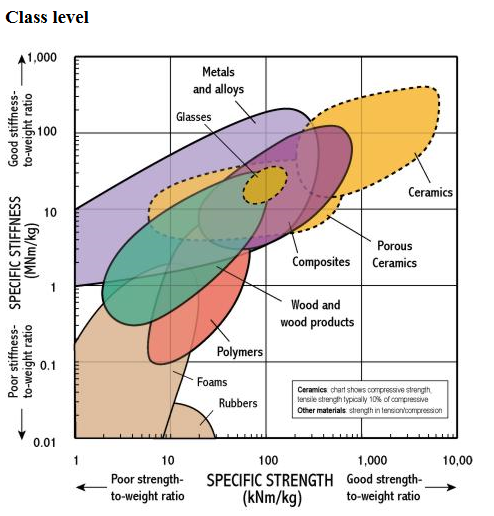 Class level
1,000
100
10
1
0.1
0.01
Good stiffness-
to-weight ratio
SPECIFIC STIFFNESS
(MNm/kg)
Poor stiffness-
to-weight ratio
Metals
and alloys
Glasses
Ceramics
Porous
Ceramics
Composites
Wood and
wood products
Polymers
Foams
Rubbers
Ceramics: chart shows compressive strength,
tensile strength typically 10% of compressive
Other materials: strength in tension/compression
1
10
100
1,000
10,00
Poor strength-
to-weight ratio
SPECIFIC STRENGTH
(kNm/kg)
Good strength-
to-weight ratio